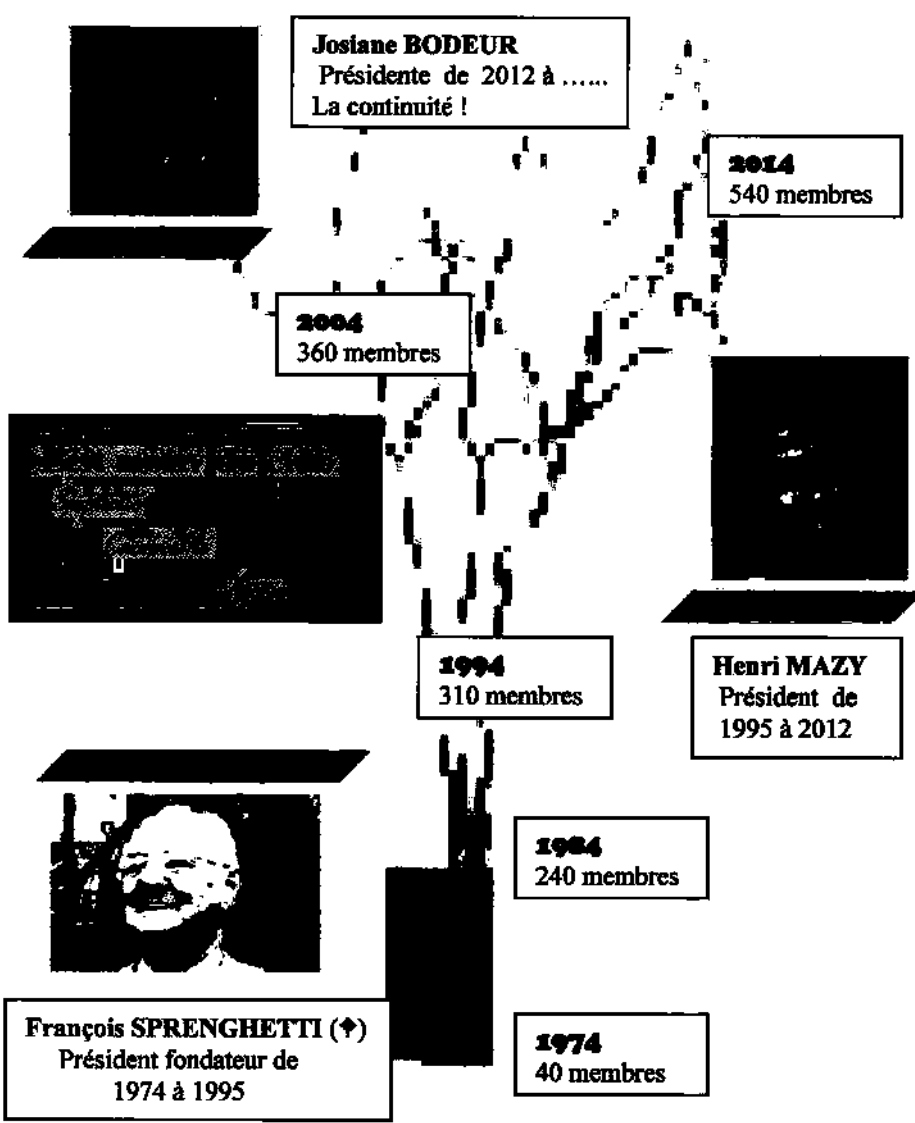 Josiane BODEUR
Présidente de 2012 à ......
La continuité !
2014
540 membres
2004
360 membres
1994
310 membres
Henri MAZY
Président de
1995 à 2012
1984
240 membres
François SPRENGHETTI (✦)
Président fondateur de
1974 à 1995
1974
40 membres